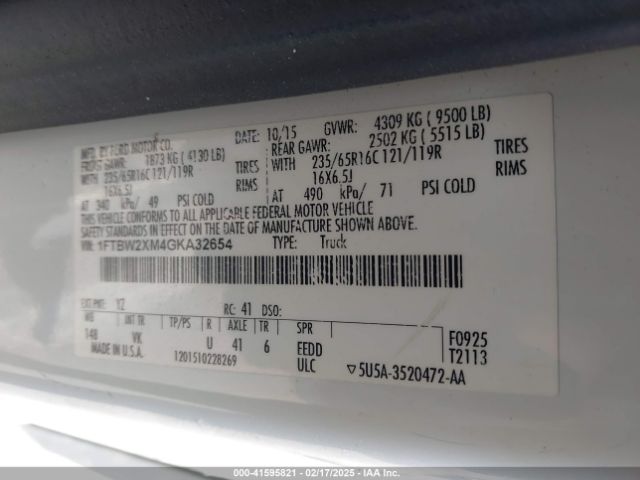 MFG. BY FORD MOTOR CO.
DATE: 10/15 GVWR: 4309 KG ( 9500 LB)
FRONT GAWR: 1873 KG ( 4130 LB)
REAR GAWR: 2502 KG ( 5515 LB)
WITH 235/65R16C 121/119R TIRES
WITH 235/65R16C 121/119R TIRES
16X6.5J RIMS
16X6.5J RIMS
AT 340 kPa/ 49 PSI COLD
AT 490 kPa/ 71 PSI COLD
THIS VEHICLE CONFORMS TO ALL APPLICABLE FEDERAL MOTOR VEHICLE
SAFETY STANDARDS IN EFFECT ON THE DATE OF MANUFACTURE SHOWN ABOVE.
VIN: 1FTBW2XM4GKA32654 TYPE: Truck
EXT PNT: YZ RC: 41 DSO:
WB INT TR TP/PS R AXLE TR SPR
148 VK U 41 6 EEDD F0925
MADE IN U.S.A. 1201510228269 ULC T2113
▽5U5A-3520472-AA
000-41595821 - 02/17/2025 - IAA Inc.